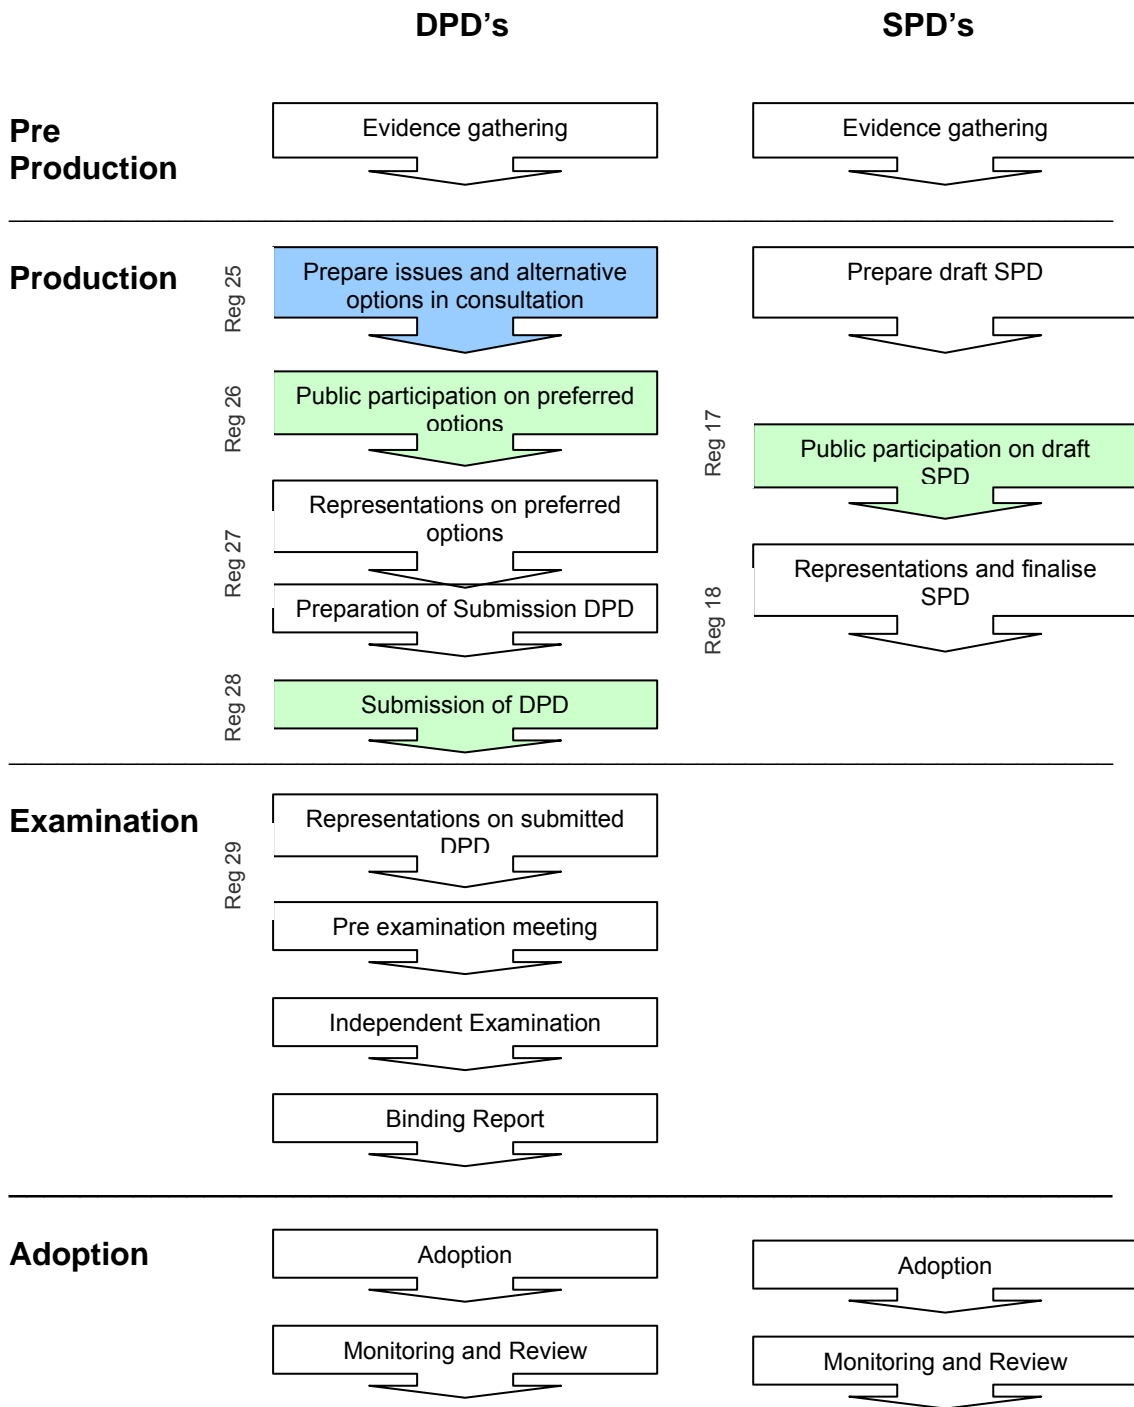 DPD's
SPD's
Pre
Production
Evidence gathering
Evidence gathering
Production
Reg 25
Prepare issues and alternative
options in consultation
Prepare draft SPD
Reg 26
Public participation on preferred
options
Reg 17
Public participation on draft
SPD
Reg 27
Representations on preferred
options
Preparation of Submission DPD
Reg 18
Representations and finalise
SPD
Reg 28
Submission of DPD
Examination
Reg 29
Representations on submitted
DPD
Pre examination meeting
Independent Examination
Binding Report
Adoption
Adoption
Adoption
Monitoring and Review
Monitoring and Review